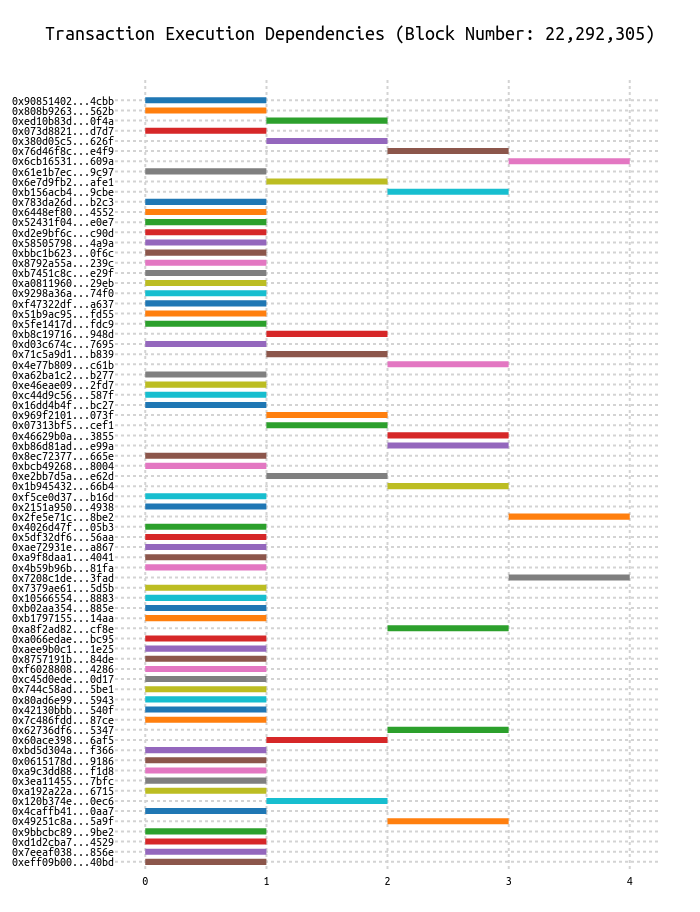 Transaction Execution Dependencies (Block Number: 22,292,305)
0x90851402...4cbb
0x808b9263...562b
0xed10b83d...0f4a
0x073d8821...d7d7
0x380d05c5...626f
0x76d46f8c...e4f9
0x6cb16531...609a
0x61e1b7ec...9c97
0x6e7d9fb2...afe1
0xb156acb4...9cbe
0x783da26d...b2c3
0x6448ef80...4552
0x52431f04...e0e7
0xd2e9bf6c...c90d
0x58505798...4a9a
0xbbc1b623...0f6c
0x8792a55a...239c
0xb7451c8c...e29f
0xa0811960...29eb
0x9298a36a...74f0
0xf47322df...a637
0x51b9ac95...fd55
0x5fe1417d...fdc9
0xb8c19716...948d
0xd03c674c...7695
0x71c5a9d1...b839
0x4e77b809...c61b
0xa62ba1c2...b277
0xe46eae09...2fd7
0xc44d9c56...587f
0x16dd4b4f...bc27
0x969f2101...073f
0x07313bf5...cef1
0x46629b0a...3855
0xb86d81ad...e99a
0x8ec72377...665e
0xbcb49268...8004
0xe2bb7d5a...e62d
0x1b945432...66b4
0xf5ce0d37...b16d
0x2151a950...4938
0x2fe5e71c...8be2
0x4026d47f...05b3
0x5df32df6...56aa
0xae72931e...a867
0xa9f8daa1...4041
0x4b59b96b...81fa
0x7208c1de...3fad
0x7379ae61...5d5b
0x10566554...8883
0xb02aa354...885e
0xb1797155...14aa
0xa8f2ad82...cf8e
0xa066edae...bc95
0xaee9b0c1...1e25
0x8757191b...84de
0xf6028808...4286
0xc45d0ede...0d17
0x744c58ad...5be1
0x80ad6e99...5943
0x42130bbb...540f
0x7c486fdd...87ce
0x62736df6...5347
0x60ace398...6af5
0xbd5d304a...f366
0x0615178d...9186
0xa9c3dd88...f1d8
0x3ea11455...7bfc
0xa192a22a...6715
0x120b374e...0ec6
0x4caffb41...0aa7
0x49251c8a...5a9f
0x9bbcbc89...9be2
0xd1d2cba7...4529
0x7eeaf038...856e
0xeff09b00...40bd
0 1 2 3 4